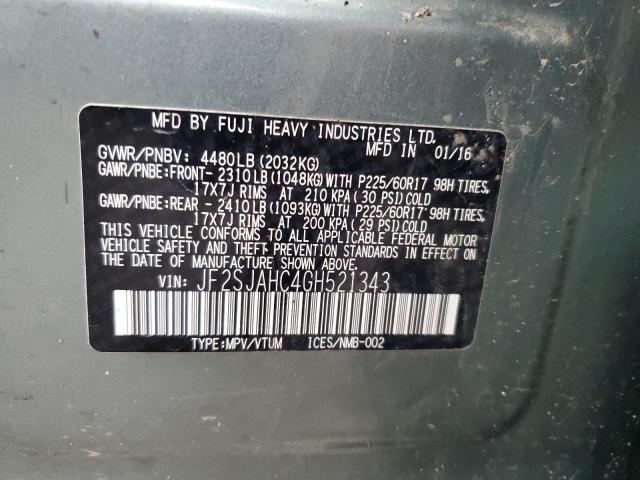 MFD BY FUJI HEAVY INDUSTRIES LTD.
MFD IN 01/16
GVWR/PNBV: 4480LB (2032KG)
GAWR/PNBE:FRONT- 2310LB(1048KG)WITH P225/60R17 98H TIRES,
17X7J RIMS AT 210 KPA (30 PSI)COLD
GAWR/PNBE:REAR - 2410LB(1093KG)WITH P225/60R17 98H TIRES,
17X7J RIMS AT 200 KPA (29 PSI)COLD
THIS VEHICLE CONFORMS TO ALL APPLICABLE FEDERAL MOTOR
VEHICLE SAFETY AND THEFT PREVENTION STANDARDS IN EFFECT ON
THE DATE OF MANUFACTURE SHOWN ABOVE.
VIN: JF2SJAHC4GH521343
TYPE:MPV/VTUM ICES/NMB-002